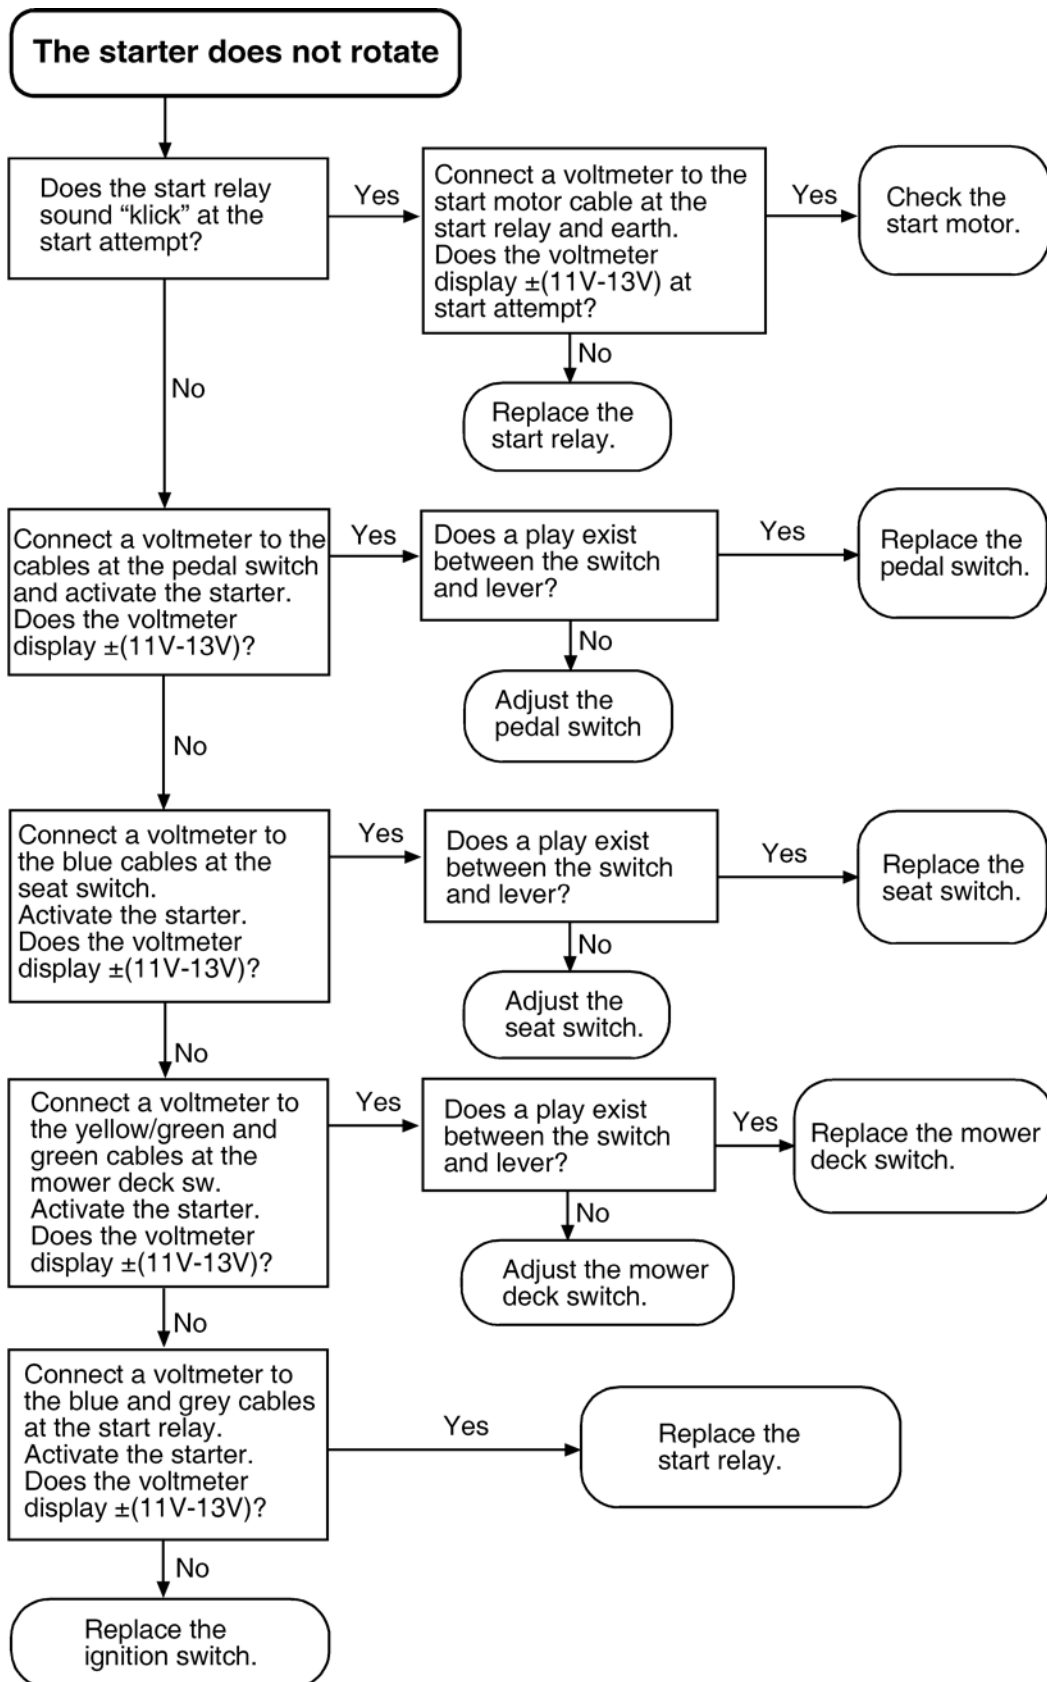 The starter does not rotate
Does the start relay
sound “klick” at the
start attempt?
Yes
Connect a voltmeter to the
start motor cable at the
start relay and earth.
Does the voltmeter
display ±(11V-13V) at
start attempt?
Yes
Check the
start motor.
No
Replace the
start relay.
No
Connect a voltmeter to the
cables at the pedal switch
and activate the starter.
Does the voltmeter
display ±(11V-13V)?
Yes
Does a play exist
between the switch
and lever?
Yes
Replace the
pedal switch.
No
Adjust the
pedal switch
No
Connect a voltmeter to
the blue cables at the
seat switch.
Activate the starter.
Does the voltmeter
display ±(11V-13V)?
Yes
Does a play exist
between the switch
and lever?
Yes
Replace the
seat switch.
No
Adjust the
seat switch.
No
Connect a voltmeter to
the yellow/green and
green cables at the
mower deck sw.
Activate the starter.
Does the voltmeter
display ±(11V-13V)?
Yes
Does a play exist
between the switch
and lever?
Yes
Replace the mower
deck switch.
No
Adjust the mower
deck switch.
No
Connect a voltmeter to
the blue and grey cables
at the start relay.
Activate the starter.
Does the voltmeter
display ±(11V-13V)?
Yes
Replace the
start relay.
No
Replace the
ignition switch.